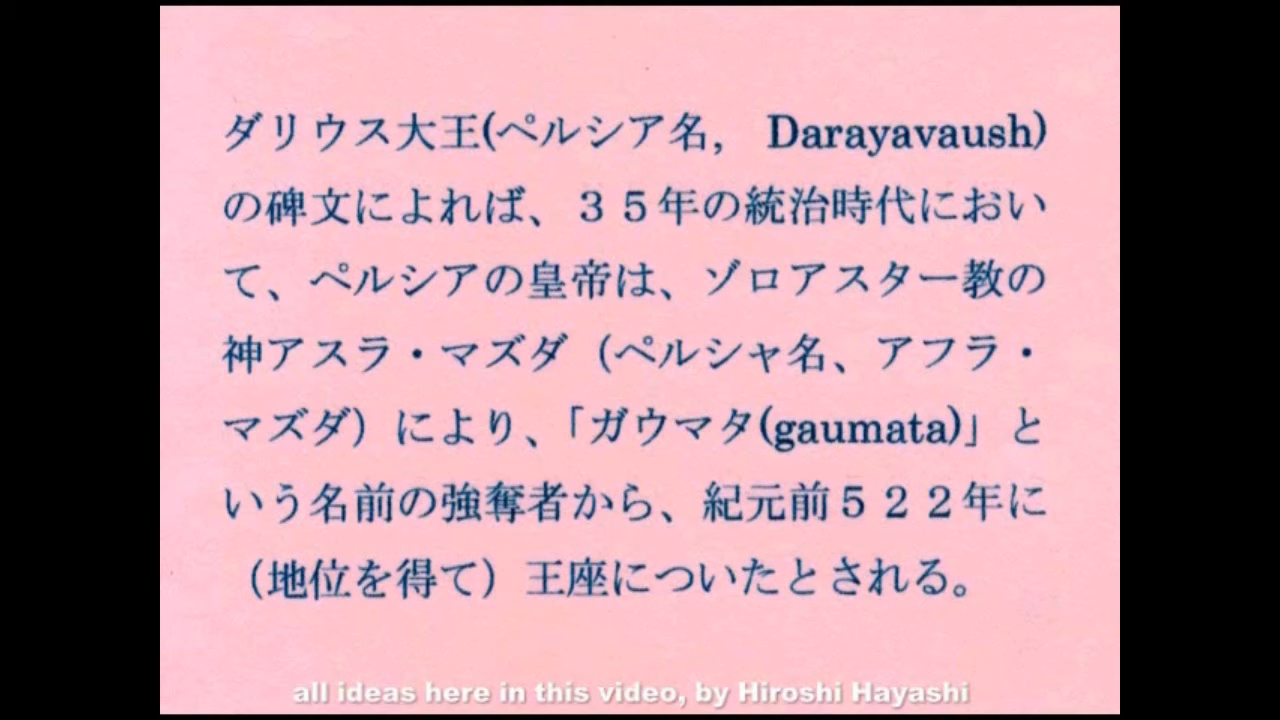 ダリウス大王(ペルシア名,　Darayavaush)
の碑文によれば、３５年の統治時代におい
て、ペルシアの皇帝は、ゾロアスター教の
神アスラ・マズダ（ペルシャ名、アフラ・
マズダ）により、「ガウマタ(gaumata)」と
いう名前の強奪者から、紀元前５２２年に
（地位を得て）王座についたとされる。
all ideas here in this video, by Hiroshi Hayashi